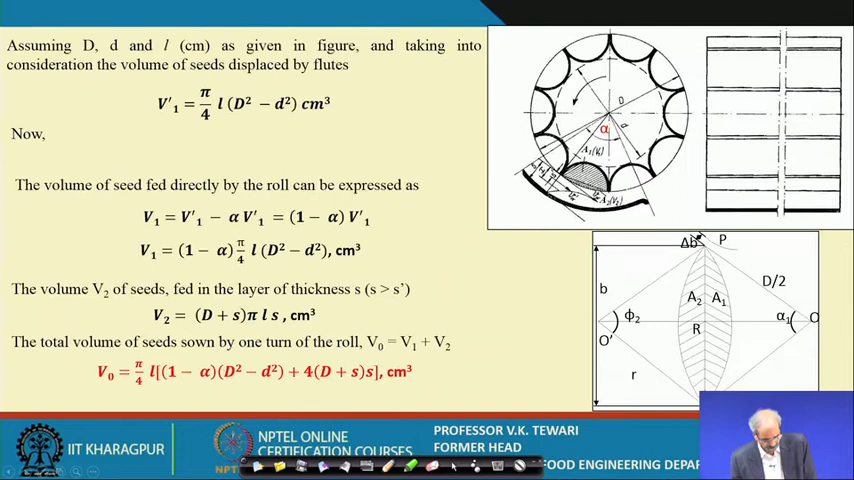 Assuming D, d and l (cm) as given in figure, and taking into
consideration the volume of seeds displaced by flutes
V'₁ = π/4 l (D² − d²) cm³
Now,
The volume of seed fed directly by the roll can be expressed as
V₁ = V'₁ − α V'₁ = (1 − α) V'₁
V₁ = (1 − α) π/4 l (D² − d²), cm³
The volume V₂ of seeds, fed in the layer of thickness s (s > s')
V₂ = (D + s)π l s , cm³
The total volume of seeds sown by one turn of the roll, V₀ = V₁ + V₂
V₀ = π/4 l[(1 − α)(D² − d²) + 4(D + s)s], cm³
D
α
d
A₁(V₁)
A₂(V₂)
Δb
P
b
D/2
A₂
A₁
ϕ₂
α₁
O
R
O'
r
IIT KHARAGPUR
NPTEL
NPTEL ONLINE
CERTIFICATION COURSES
PROFESSOR V.K. TEWARI
FORMER HEAD
FOOD ENGINEERING DEPAR